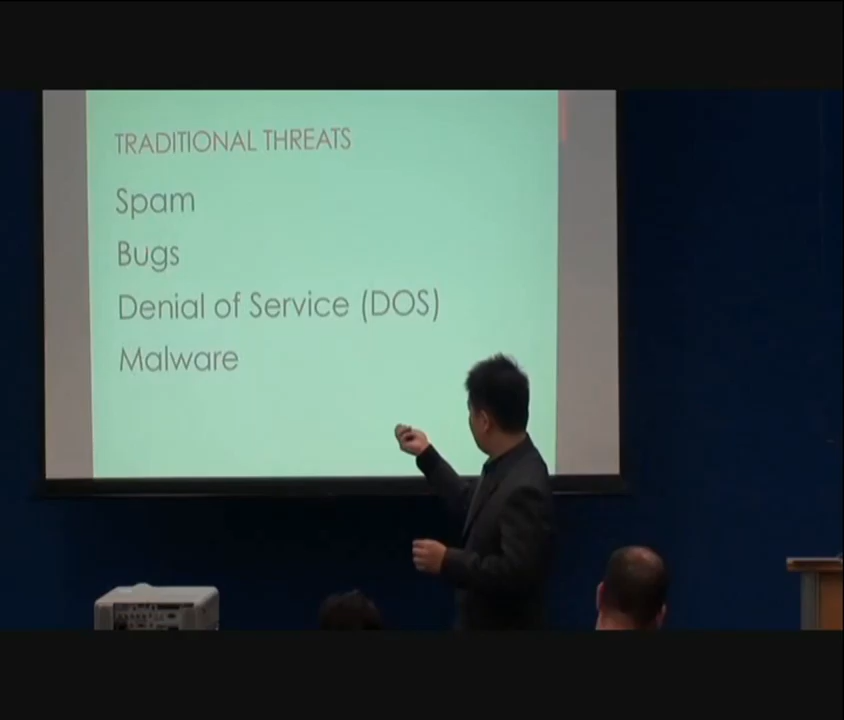 TRADITIONAL THREATS
Spam
Bugs
Denial of Service (DOS)
Malware